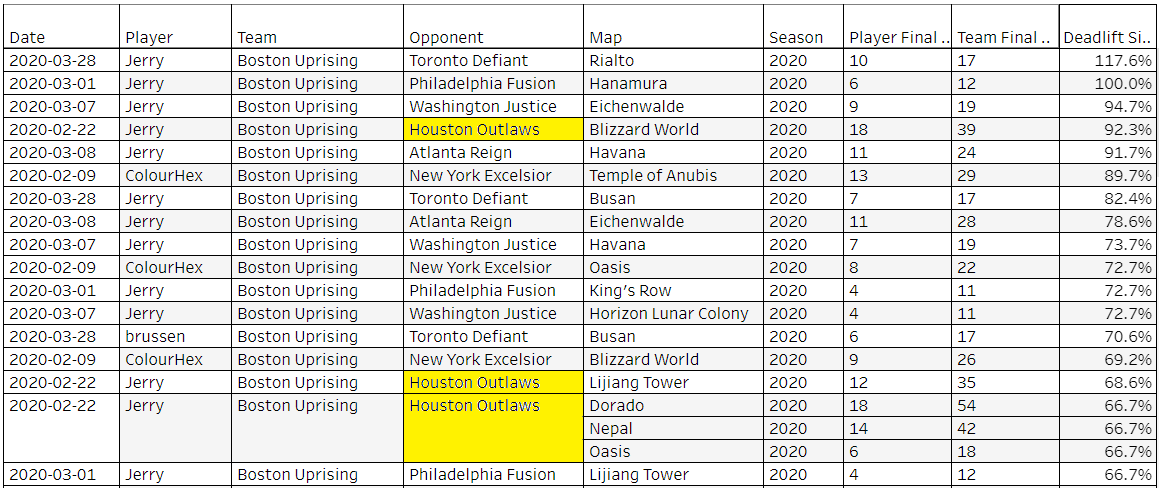 Date Player Team Opponent Map Season Player Final .. Team Final .. Deadlift Si..
2020-03-28 Jerry Boston Uprising Toronto Defiant Rialto 2020 10 17 117.6%
2020-03-01 Jerry Boston Uprising Philadelphia Fusion Hanamura 2020 6 12 100.0%
2020-03-07 Jerry Boston Uprising Washington Justice Eichenwalde 2020 9 19 94.7%
2020-02-22 Jerry Boston Uprising Houston Outlaws Blizzard World 2020 18 39 92.3%
2020-03-08 Jerry Boston Uprising Atlanta Reign Havana 2020 11 24 91.7%
2020-02-09 ColourHex Boston Uprising New York Excelsior Temple of Anubis 2020 13 29 89.7%
2020-03-28 Jerry Boston Uprising Toronto Defiant Busan 2020 7 17 82.4%
2020-03-08 Jerry Boston Uprising Atlanta Reign Eichenwalde 2020 11 28 78.6%
2020-03-07 Jerry Boston Uprising Washington Justice Havana 2020 7 19 73.7%
2020-02-09 ColourHex Boston Uprising New York Excelsior Oasis 2020 8 22 72.7%
2020-03-01 Jerry Boston Uprising Philadelphia Fusion King's Row 2020 4 11 72.7%
2020-03-07 Jerry Boston Uprising Washington Justice Horizon Lunar Colony 2020 4 11 72.7%
2020-03-28 brussen Boston Uprising Toronto Defiant Busan 2020 6 17 70.6%
2020-02-09 ColourHex Boston Uprising New York Excelsior Blizzard World 2020 9 26 69.2%
2020-02-22 Jerry Boston Uprising Houston Outlaws Lijiang Tower 2020 12 35 68.6%
2020-02-22 Jerry Boston Uprising Houston Outlaws Dorado 2020 18 54 66.7%
Nepal 2020 14 42 66.7%
Oasis 2020 6 18 66.7%
2020-03-01 Jerry Boston Uprising Philadelphia Fusion Lijiang Tower 2020 4 12 66.7%